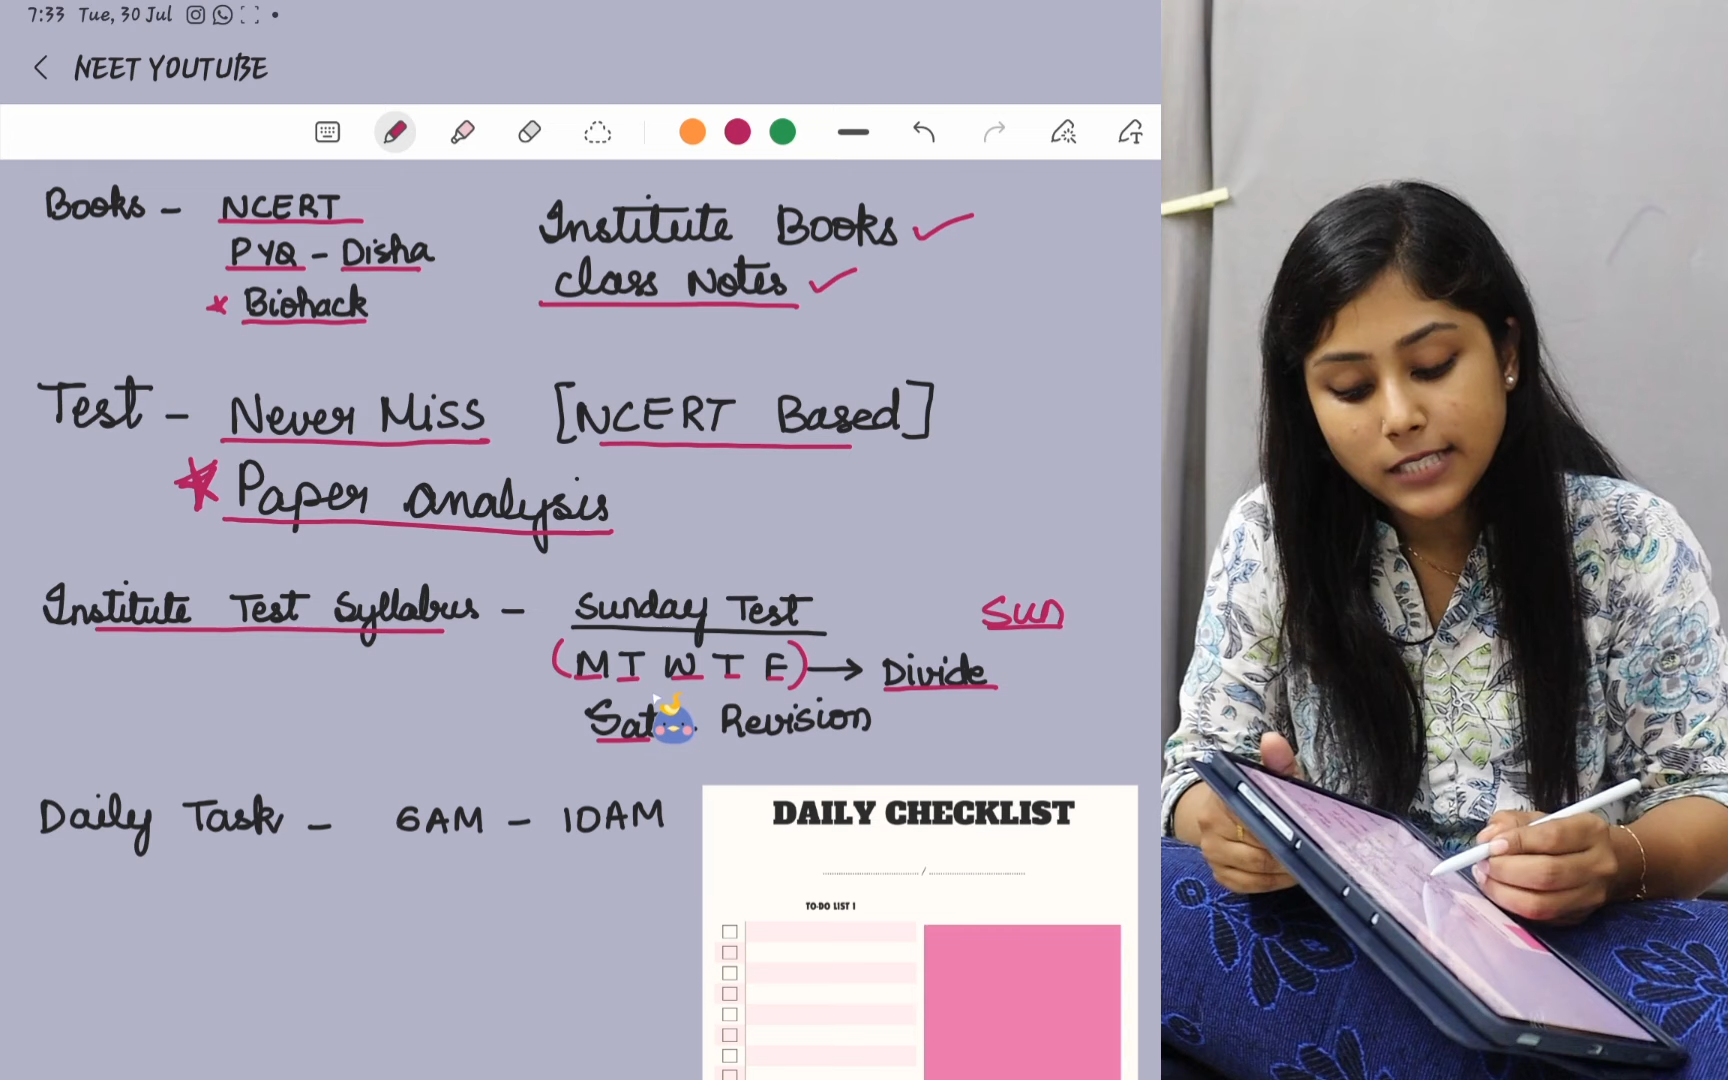 7:33 Tue, 30 Jul
NEET YOUTUBE
Books - NCERT
PYQ - Disha
* Biohack
Institute Books ✓
class Notes ✓
Test - Never Miss [NCERT Based]
* Paper analysis
Institute Test Syllabus - Sunday Test
Sun
(M T W T F) → Divide
Sat Revision
Daily Task - 6AM - 10AM
DAILY CHECKLIST
/
TO-DO LIST 1